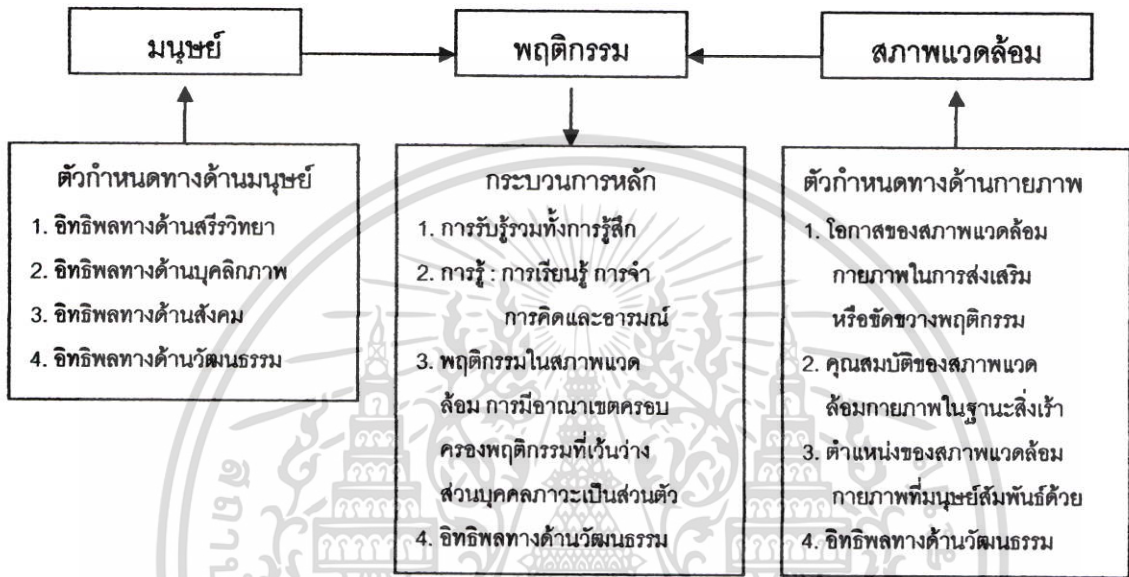 มนุษย์
พฤติกรรม
สภาพแวดล้อม
ตัวกำหนดทางด้านมนุษย์
1. อิทธิพลทางด้านสรีรวิทยา
2. อิทธิพลทางด้านบุคลิกภาพ
3. อิทธิพลทางด้านสังคม
4. อิทธิพลทางด้านวัฒนธรรม
กระบวนการหลัก
1. การรับรู้รวมทั้งการรู้สึก
2. การรู้ : การเรียนรู้ การจำ
การคิดและอารมณ์
3. พฤติกรรมในสภาพแวด
ล้อม การมีอาณาเขตครอบ
ครองพฤติกรรมที่เว้นว่าง
ส่วนบุคคลภาวะเป็นส่วนตัว
4. อิทธิพลทางด้านวัฒนธรรม
ตัวกำหนดทางด้านกายภาพ
1. โอกาสของสภาพแวดล้อม
กายภาพในการส่งเสริม
หรือขัดขวางพฤติกรรม
2. คุณสมบัติของสภาพแวด
ล้อมกายภาพในฐานะสิ่งเร้า
3. ตำแหน่งของสภาพแวดล้อม
กายภาพที่มนุษย์สัมพันธ์ด้วย
4. อิทธิพลทางด้านวัฒนธรรม